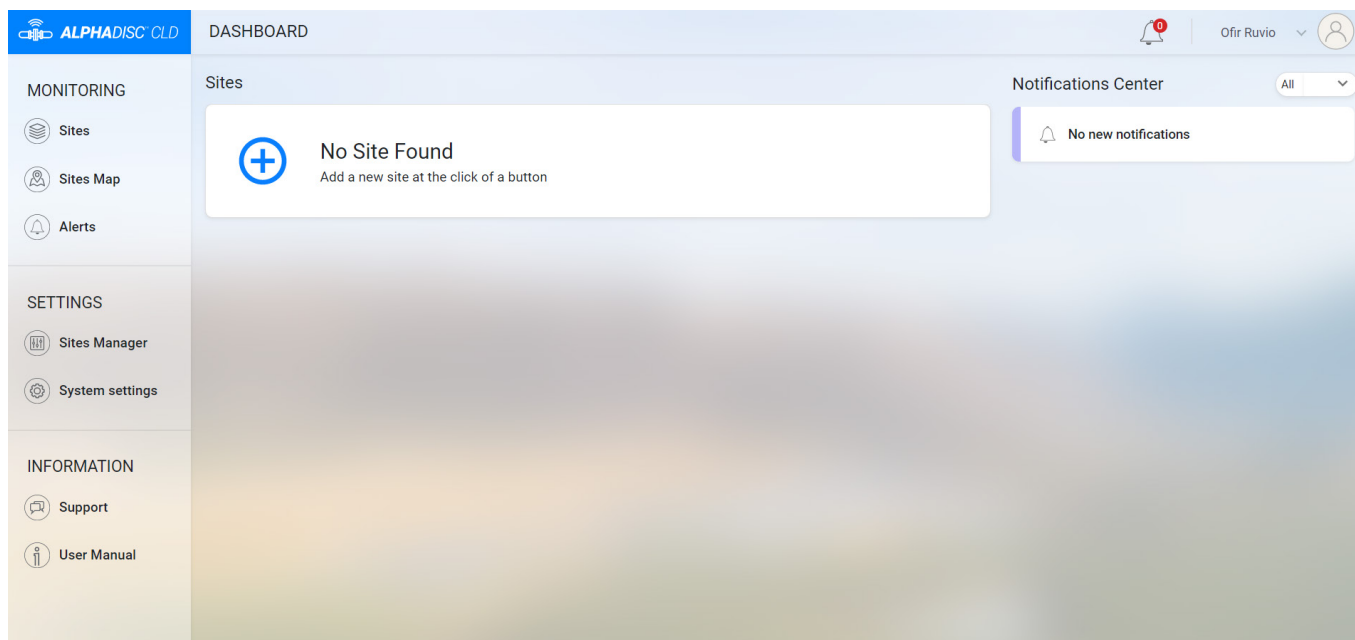 ALPHADISC™ CLD
DASHBOARD
0
Ofir Ruvio
MONITORING
Sites
Sites Map
Alerts
SETTINGS
Sites Manager
System settings
INFORMATION
Support
User Manual
Sites
No Site Found
Add a new site at the click of a button
Notifications Center
All
No new notifications